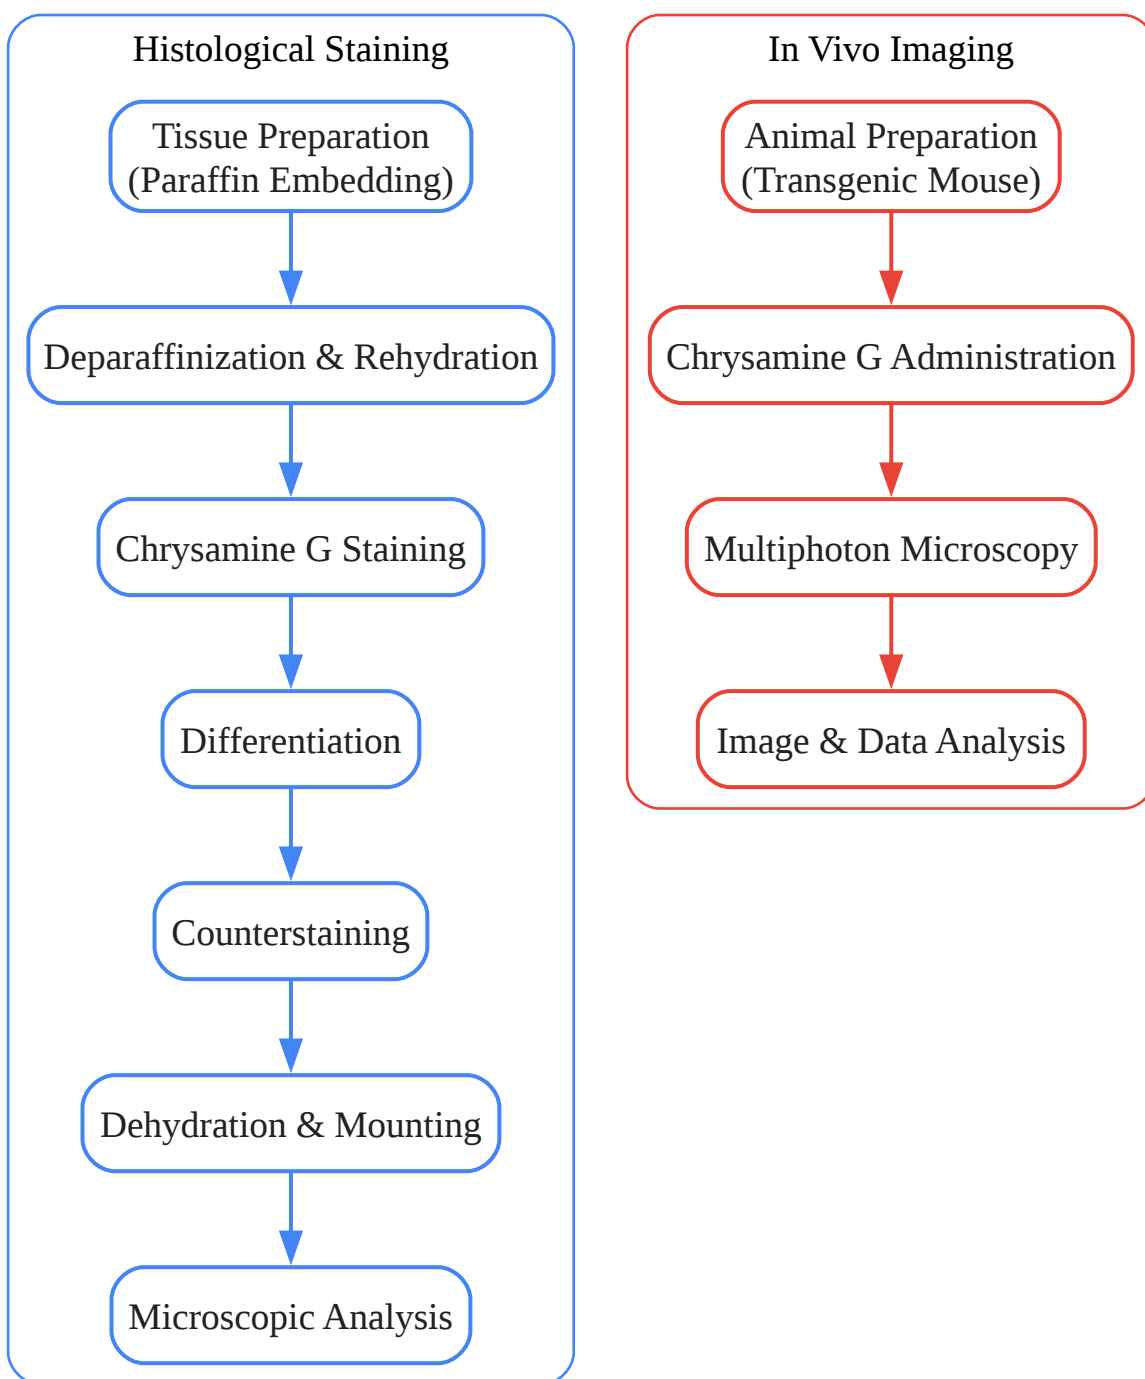 Histological Staining
Tissue Preparation
(Paraffin Embedding)
Deparaffinization & Rehydration
Chrysamine G Staining
Differentiation
Counterstaining
Dehydration & Mounting
Microscopic Analysis
In Vivo Imaging
Animal Preparation
(Transgenic Mouse)
Chrysamine G Administration
Multiphoton Microscopy
Image & Data Analysis